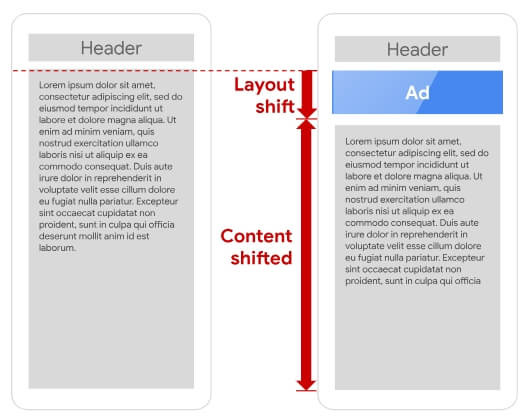 Header
Lorem ipsum dolor sit amet,
consectetur adipiscing elit, sed do
eiusmod tempor incididunt ut
labore et dolore magna aliqua. Ut
enim ad minim veniam, quis
nostrud exercitation ullamco
laboris nisi ut aliquip ex ea
commodo consequat. Duis aute
irure dolor in reprehenderit in
voluptate velit esse cillum dolore
eu fugiat nulla pariatur. Excepteur
sint occaecat cupidatat non
proident, sunt in culpa qui officia
deserunt mollit anim id est
laborum.
Layout
shift
Content
shifted
Header
Ad
Lorem ipsum dolor sit amet,
consectetur adipiscing elit, sed do
eiusmod tempor incididunt ut
labore et dolore magna aliqua. Ut
enim ad minim veniam, quis
nostrud exercitation ullamco
laboris nisi ut aliquip ex ea
commodo consequat. Duis aute
irure dolor in reprehenderit in
voluptate velit esse cillum dolore
eu fugiat nulla pariatur. Excepteur
sint occaecat cupidatat non
proident, sunt in culpa qui officia